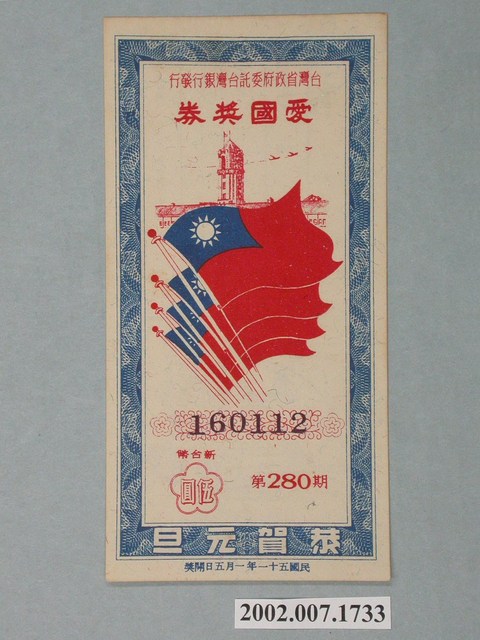 台灣省政府委託台灣銀行發行
愛國獎券
160112
新台幣
伍圓
第280期
恭賀元旦
民國五十一年一月五日開獎
2002.007.1733